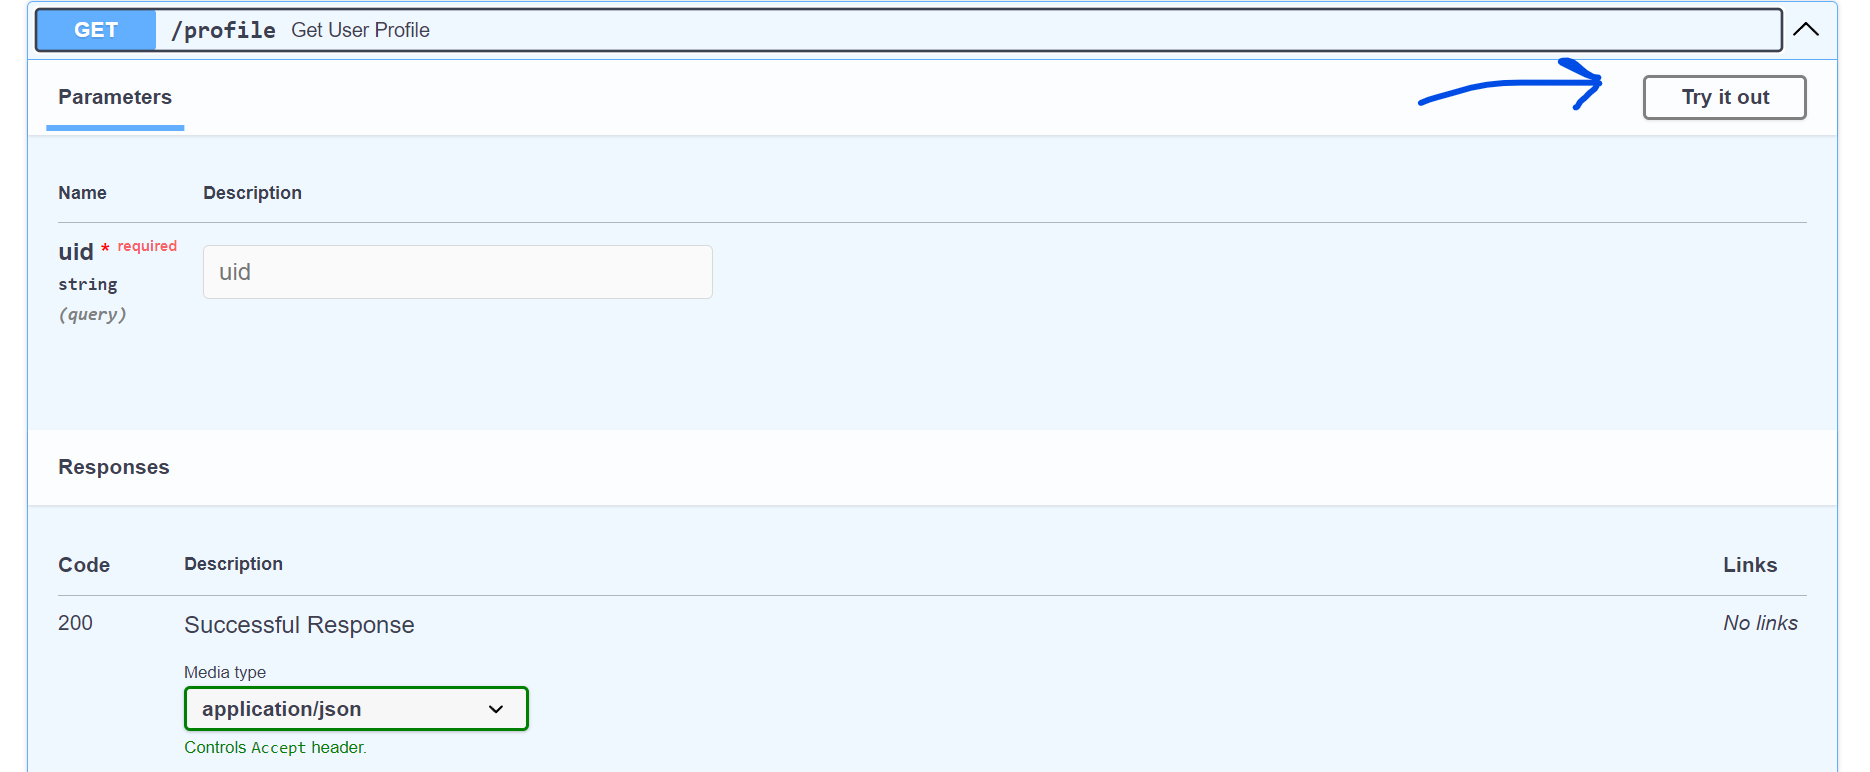 GET /profile Get User Profile
Parameters
Try it out
Name Description
uid * required
string
(query)
uid
Responses
Code Description Links
200 Successful Response No links
Media type
application/json
Controls Accept header.